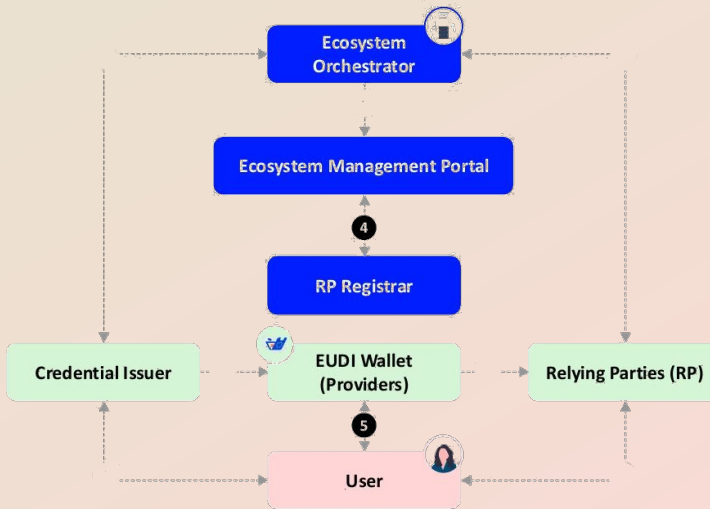 Ecosystem
Orchestrator
Ecosystem Management Portal
4
RP Registrar
Credential Issuer
EUDI Wallet
(Providers)
Relying Parties (RP)
5
User